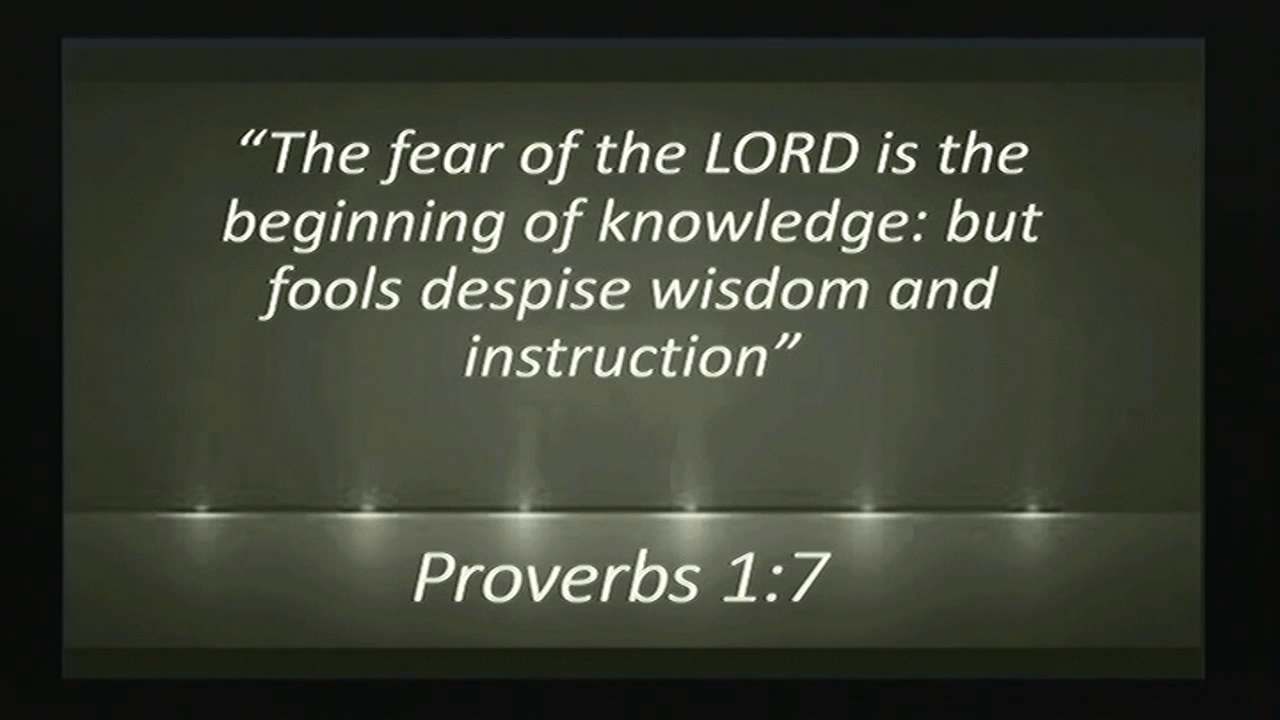 “The fear of the LORD is the
beginning of knowledge: but
fools despise wisdom and
instruction”
Proverbs 1:7